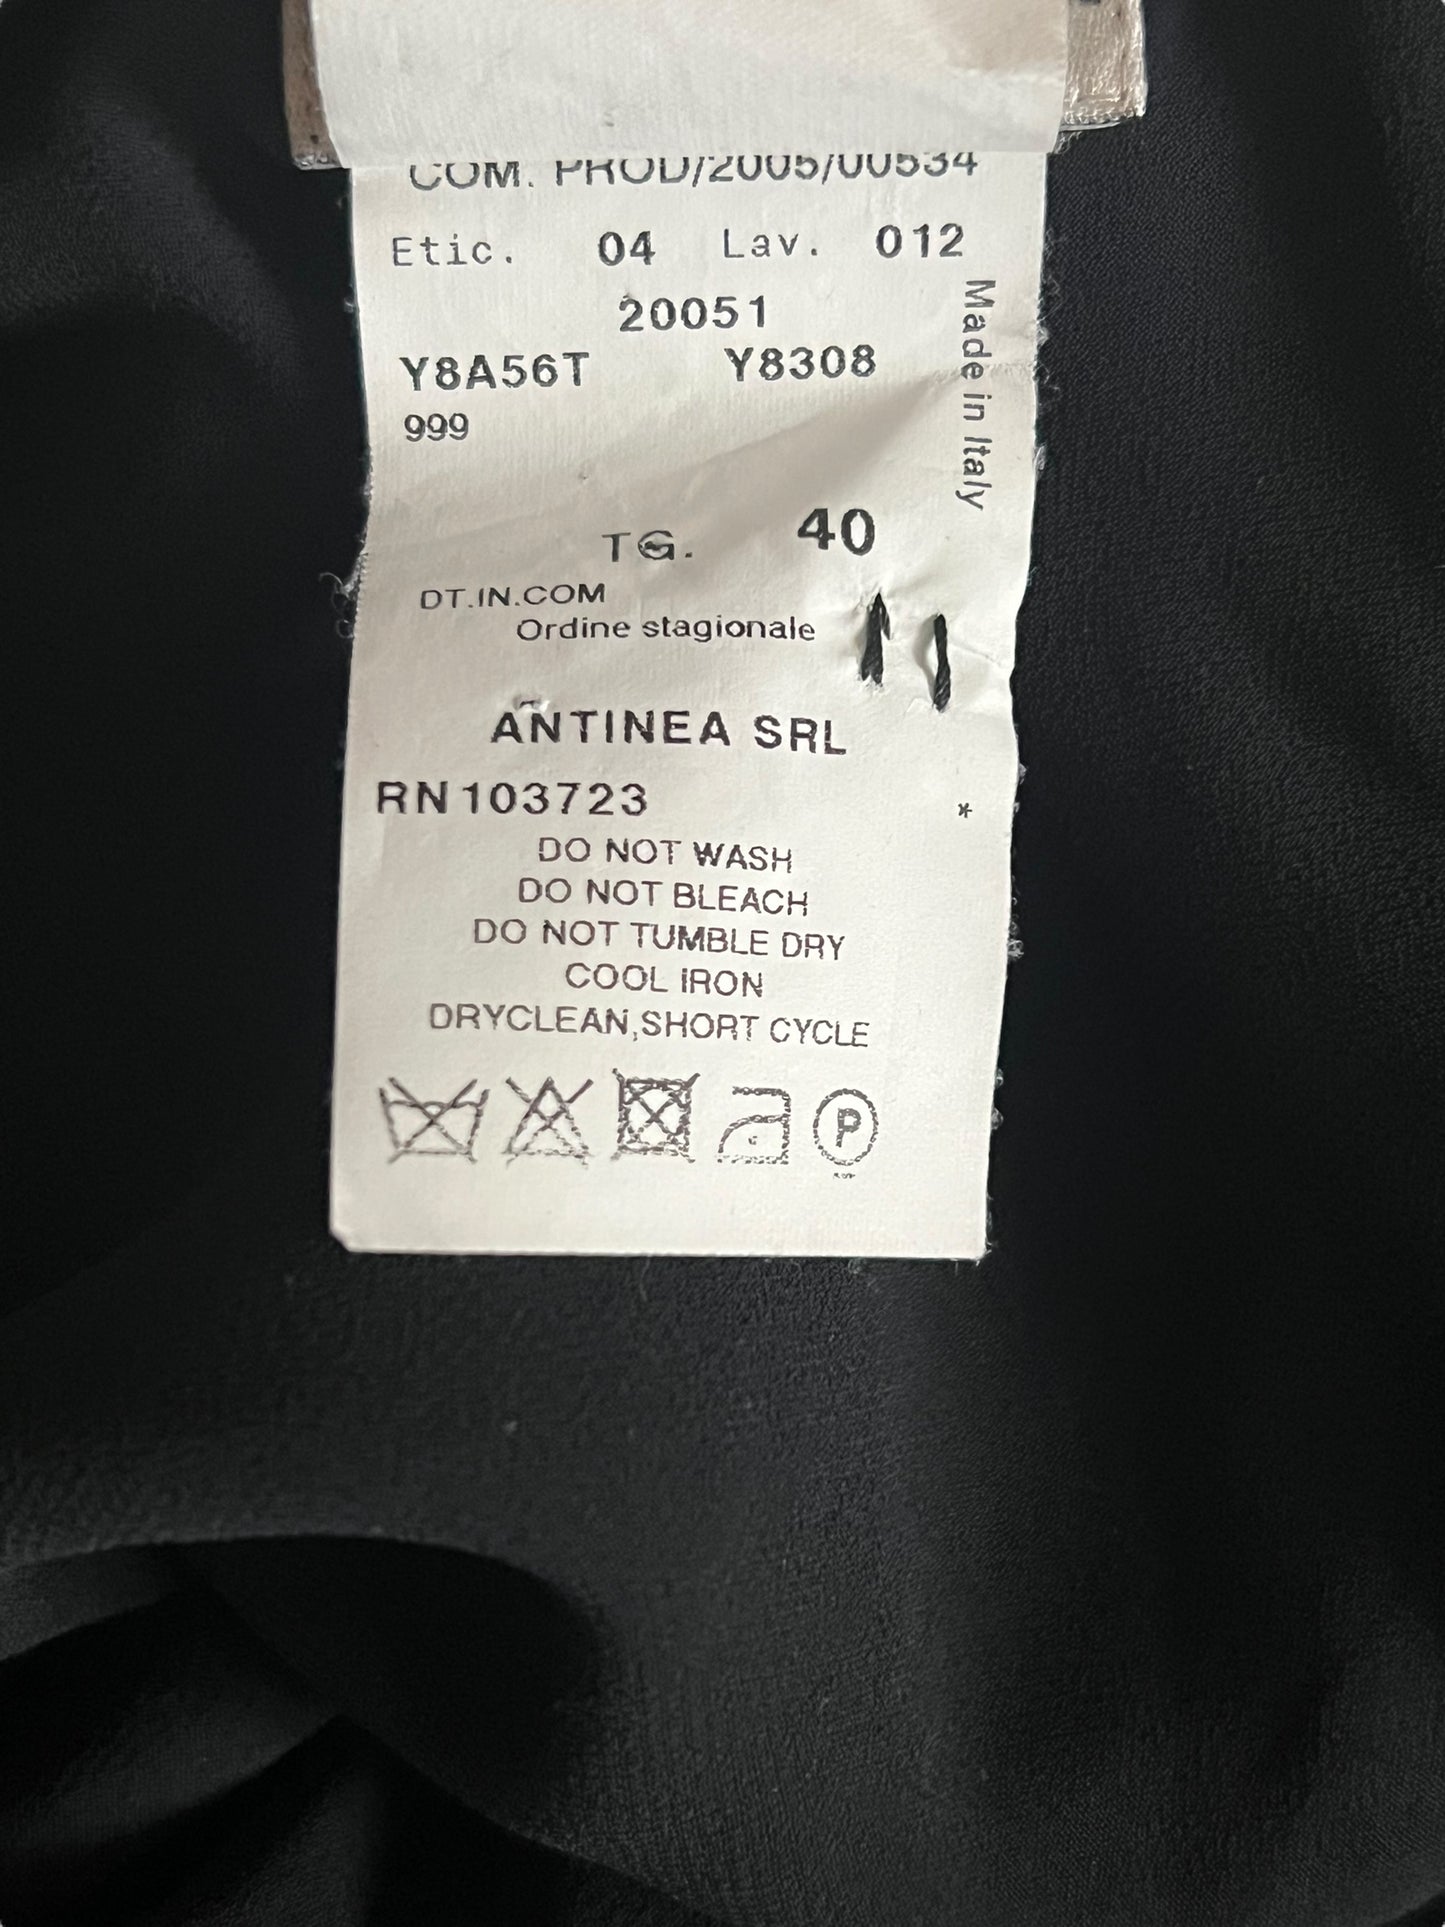 COM. PROD/2005/00534
Etic. 04 Lav. 012
20051
Y8A56T Y8308
999
Made in Italy
TG. 40
DT.IN.COM
Ordine stagionale
ANTINEA SRL
RN103723 *
DO NOT WASH
DO NOT BLEACH
DO NOT TUMBLE DRY
COOL IRON
DRYCLEAN,SHORT CYCLE
P